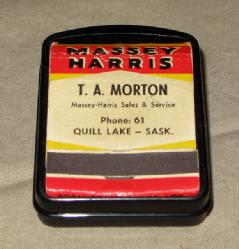 MASSEY
HARRIS
T. A. MORTON
Massey-Harris Sales & Service
Phone: 61
QUILL LAKE – SASK.